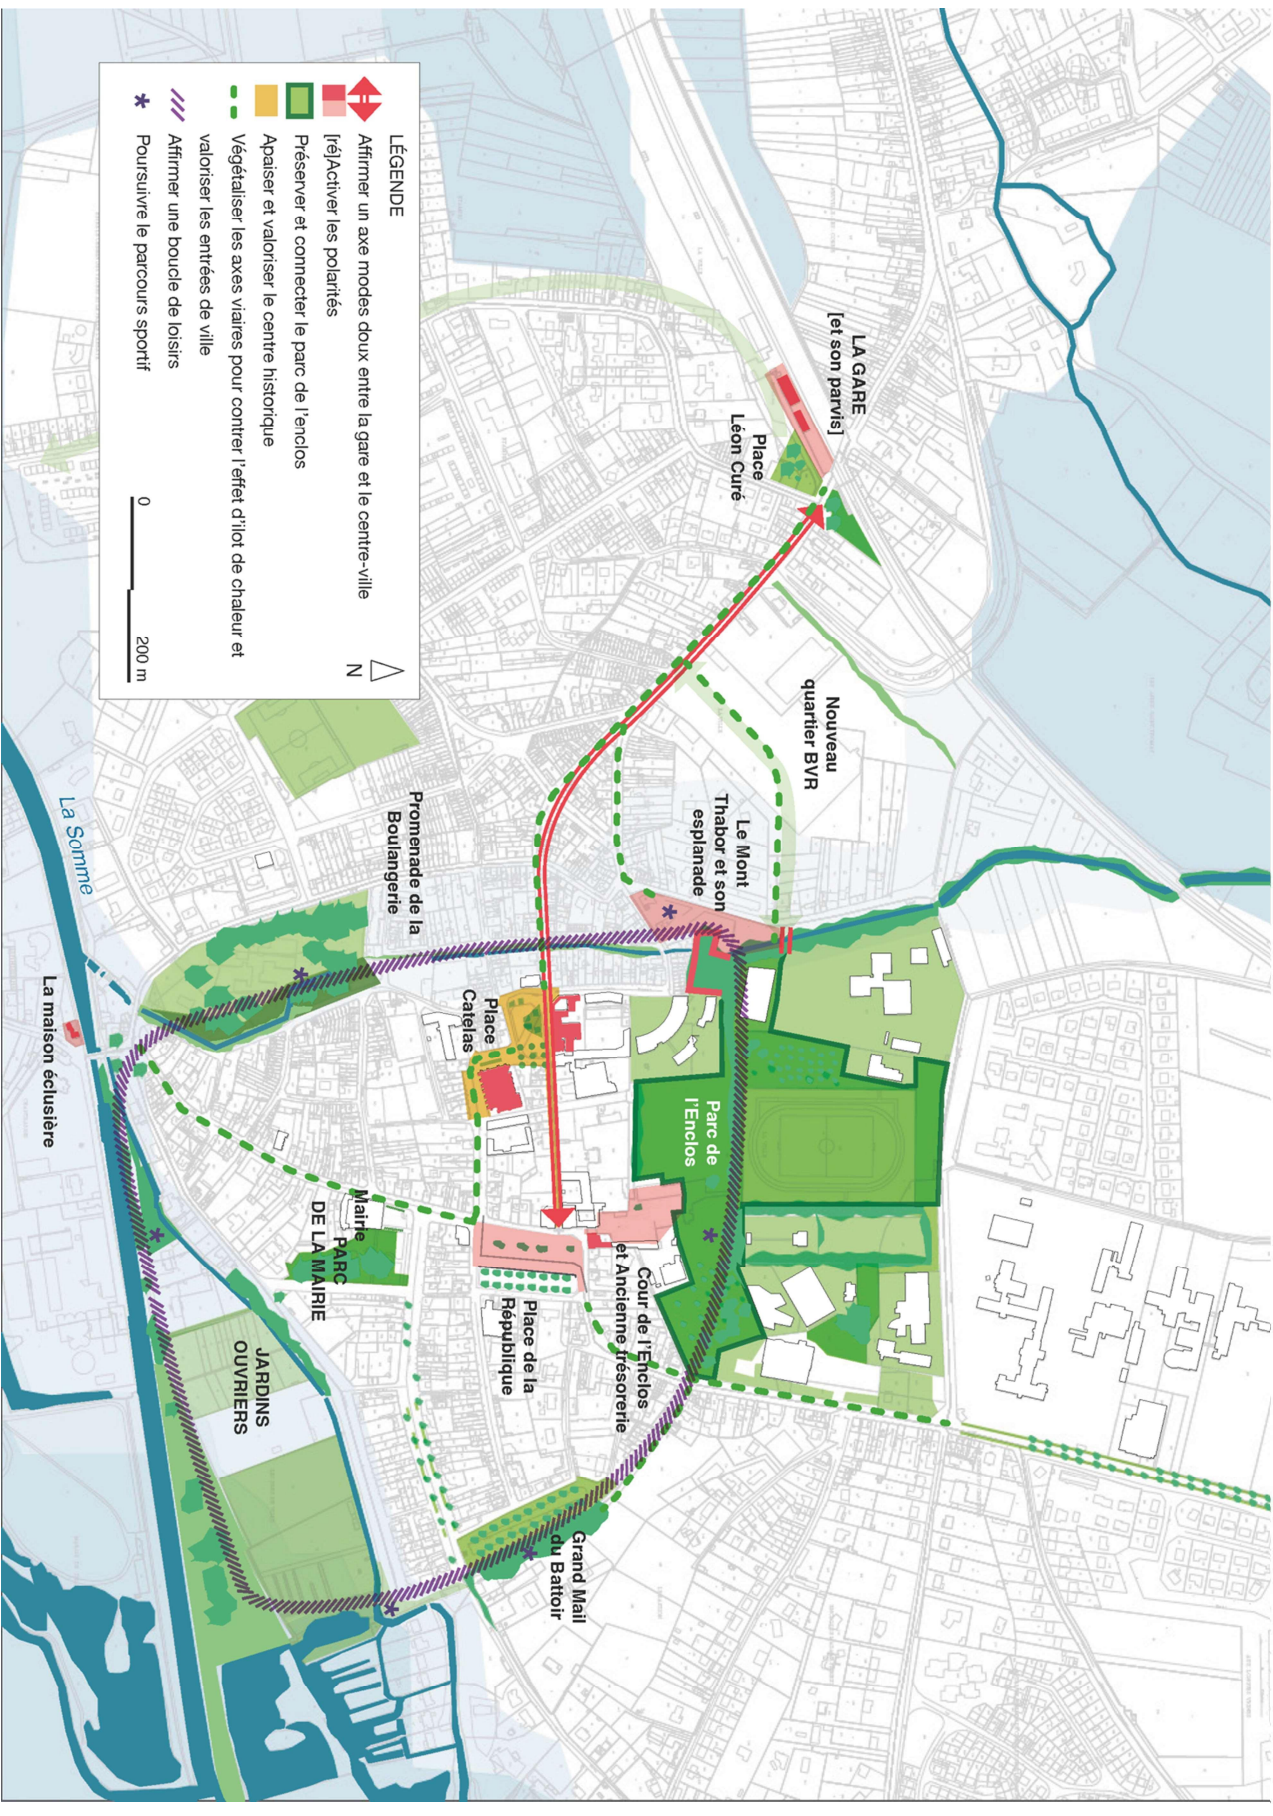 LÉGENDE
Affirmer un axe modes doux entre la gare et le centre-ville
[ré]Activer les polarités
Préserver et connecter le parc de l'enclos
Apaiser et valoriser le centre historique
Végétaliser les axes viaires pour contrer l'effet d'ilot de chaleur et
valoriser les entrées de ville
Affirmer une boucle de loisirs
Poursuivre le parcours sportif
N
0
200 m
LA GARE
[et son parvis]
Place
Léon Curé
Nouveau
quartier BVR
Le Mont
Thabor et son
esplanade
Promenade de la
Boulangerie
La Somme
La maison éclusière
Place
Catelas
Parc de
l'Enclos
Mairie
PARC
DE LA MAIRIE
Cour de l'Enclos
et Ancienne trésorerie
Place de la
République
JARDINS
OUVRIERS
Grand Mail
du Battoir